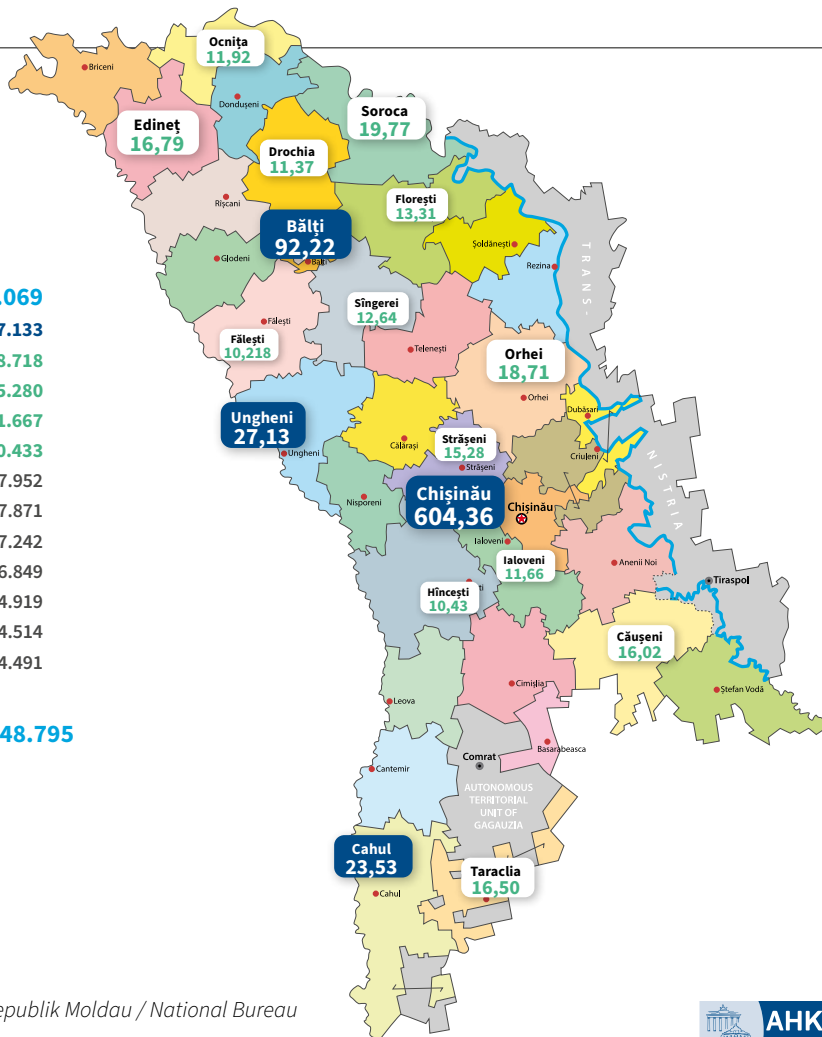 Ocnița
11,92
Briceni
Dondușeni
Edineț
16,79
Soroca
19,77
Drochia
11,37
Rîșcani
Florești
13,31
Bălți
92,22
Bălți
Șoldănești
Rezina
TRANS-
Glodeni
.069
7.133
3.718
5.280
1.667
0.433
7.952
7.871
7.242
6.849
4.919
4.514
4.491
48.795
Sîngerei
12,64
Fălești
Fălești
10,218
Telenești
Orhei
18,71
Orhei
Dubăsari
Ungheni
27,13
Ungheni
Călărași
Strășeni
15,28
Strășeni
Criuleni
NISTRIA
Nisporeni
Chișinău
604,36
Chișinău
Ialoveni
Ialoveni
11,66
Anenii Noi
Tiraspol
Hîncești
10,43
Căușeni
16,02
Cimișlia
Ștefan Vodă
Leova
Basarabeasca
Comrat
Cantemir
AUTONOMOUS
TERRITORIAL
UNIT OF
GAGAUZIA
Cahul
23,53
Cahul
Taraclia
16,50
epublik Moldau / National Bureau
AHK